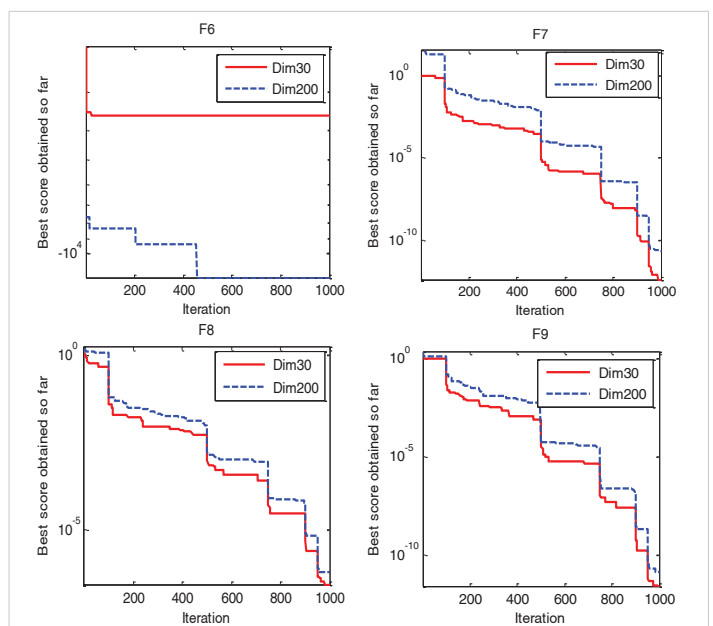 F6
Best score obtained so far
Dim30
Dim200
-10^4
200 400 600 800 1000
Iteration
F7
Best score obtained so far
Dim30
Dim200
10^0
10^-5
10^-10
200 400 600 800 1000
Iteration
F8
Best score obtained so far
Dim30
Dim200
10^0
10^-5
200 400 600 800 1000
Iteration
F9
Best score obtained so far
Dim30
Dim200
10^0
10^-5
10^-10
200 400 600 800 1000
Iteration